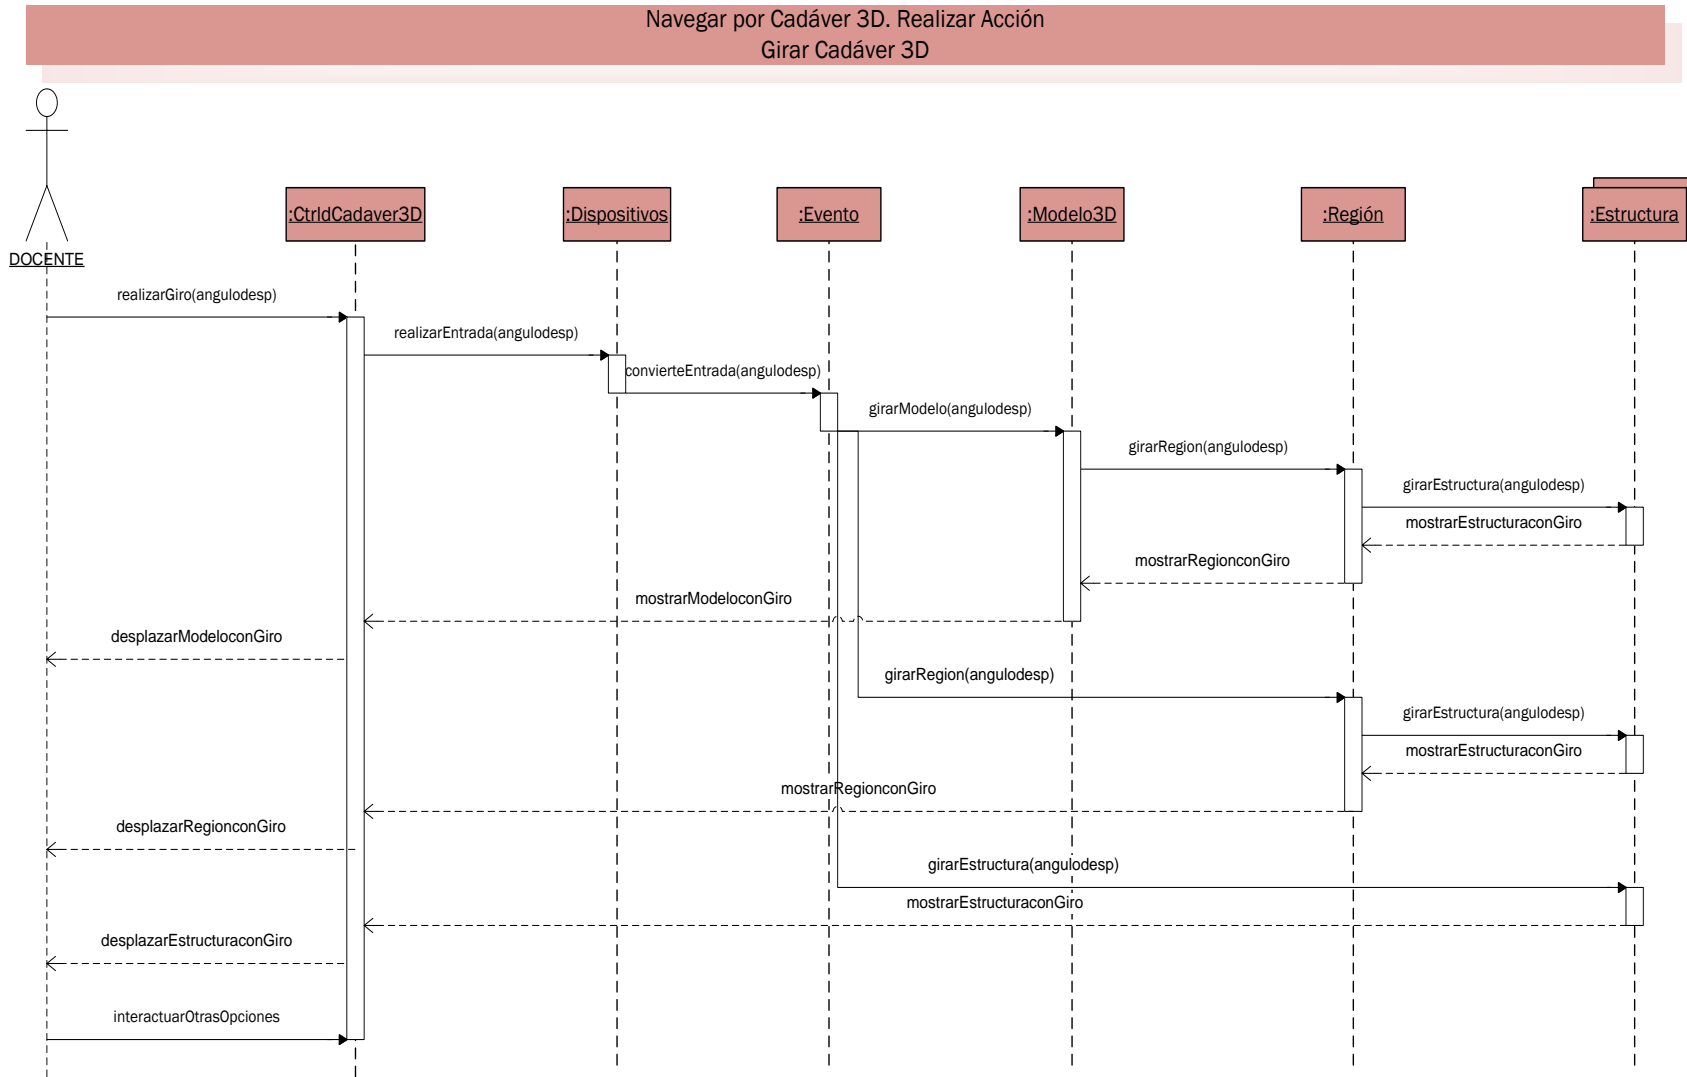 Navegar por Cadáver 3D. Realizar Acción
Girar Cadáver 3D
:CtrldCadaver3D
:Dispositivos
:Evento
:Modelo3D
:Región
:Estructura
DOCENTE
realizarGiro(angulodesp)
realizarEntrada(angulodesp)
convierteEntrada(angulodesp)
girarModelo(angulodesp)
girarRegion(angulodesp)
girarEstructura(angulodesp)
mostrarEstructuraconGiro
mostrarRegionconGiro
mostrarModeloconGiro
desplazarModeloconGiro
girarRegion(angulodesp)
girarEstructura(angulodesp)
mostrarEstructuraconGiro
mostrarRegionconGiro
desplazarRegionconGiro
girarEstructura(angulodesp)
mostrarEstructuraconGiro
desplazarEstructuraconGiro
interactuarOtrasOpciones